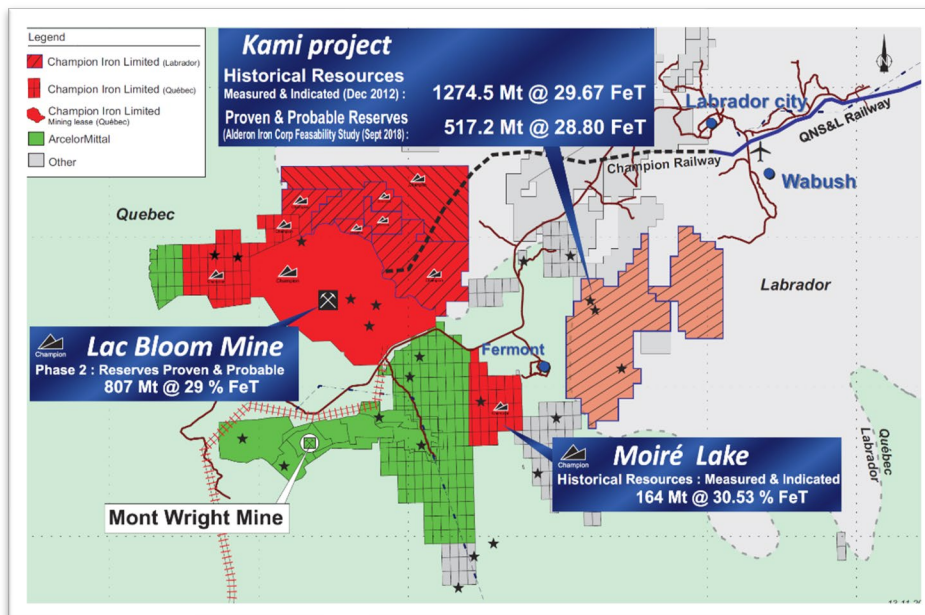 Legend
Champion Iron Limited (Labrador)
Champion Iron Limited (Québec)
Champion Iron Limited
Mining lease (Québec)
ArcelorMittal
Other
Kami project
Historical Resources
Measured & Indicated (Dec 2012) : 1274.5 Mt @ 29.67 FeT
Proven & Probable Reserves
(Alderon Iron Corp Feasability Study (Sept 2018) : 517.2 Mt @ 28.80 FeT
Labrador city
QNS&L Railway
Champion Railway
Wabush
Quebec
Labrador
Champion
Lac Bloom Mine
Phase 2 : Reserves Proven & Probable
807 Mt @ 29 % FeT
Fermont
Champion
Moiré Lake
Historical Resources : Measured & Indicated
164 Mt @ 30.53 % FeT
Québec
Labrador
Mont Wright Mine